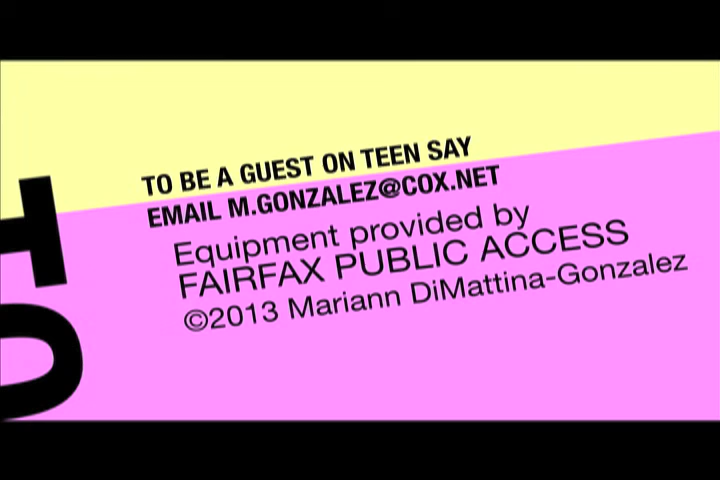 TO BE A GUEST ON TEEN SAY
EMAIL M.GONZALEZ@COX.NET
Equipment provided by
FAIRFAX PUBLIC ACCESS
©2013 Mariann DiMattina-Gonzalez
TO